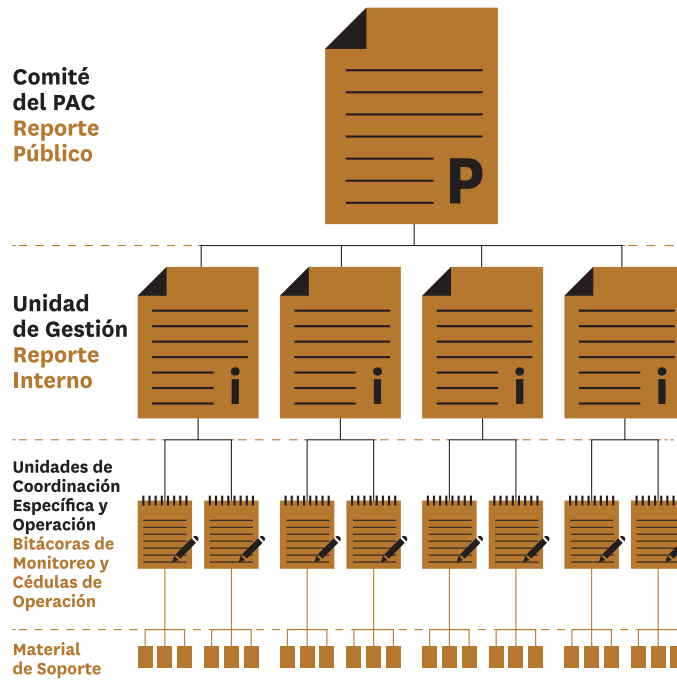 Comité
del PAC
Reporte
Público
P
Unidad
de Gestión
Reporte
Interno
i
i
i
i
Unidades de
Coordinación
Específica y
Operación
Bitácoras de
Monitoreo y
Cédulas de
Operación
Material
de Soporte